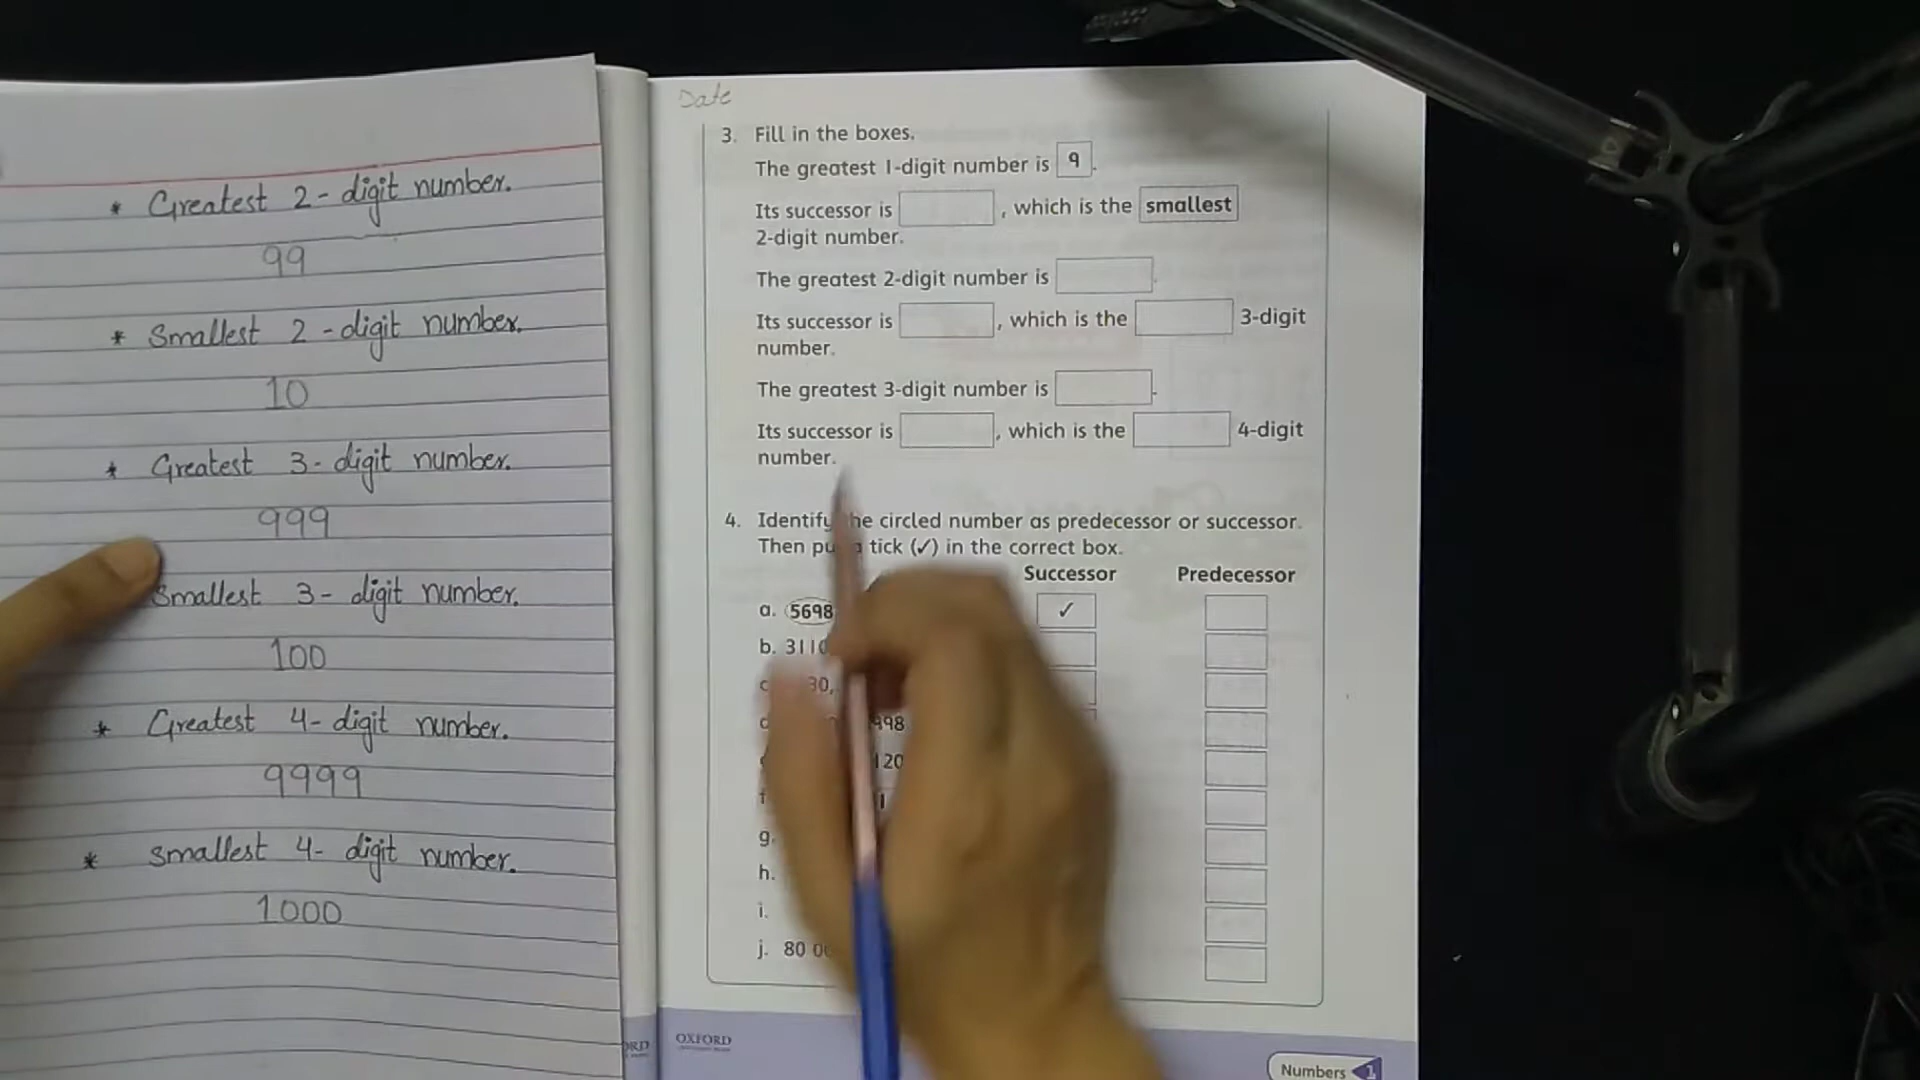 * Greatest 2 - digit number.
99
* Smallest 2 - digit number.
10
* Greatest 3 - digit number.
999
Smallest 3 - digit number.
100
* Greatest 4 - digit number.
9999
* Smallest 4 - digit number.
1000
Date
3. Fill in the boxes.
The greatest 1-digit number is 9.
Its successor is , which is the smallest
2-digit number.
The greatest 2-digit number is .
Its successor is , which is the 3-digit
number.
The greatest 3-digit number is .
Its successor is , which is the 4-digit
number.
4. Identify the circled number as predecessor or successor.
Then a tick (✓) in the correct box.
Successor Predecessor
a. 5698 ✓
b.
g.
h.
i.
j.
OXFORD
Numbers 1